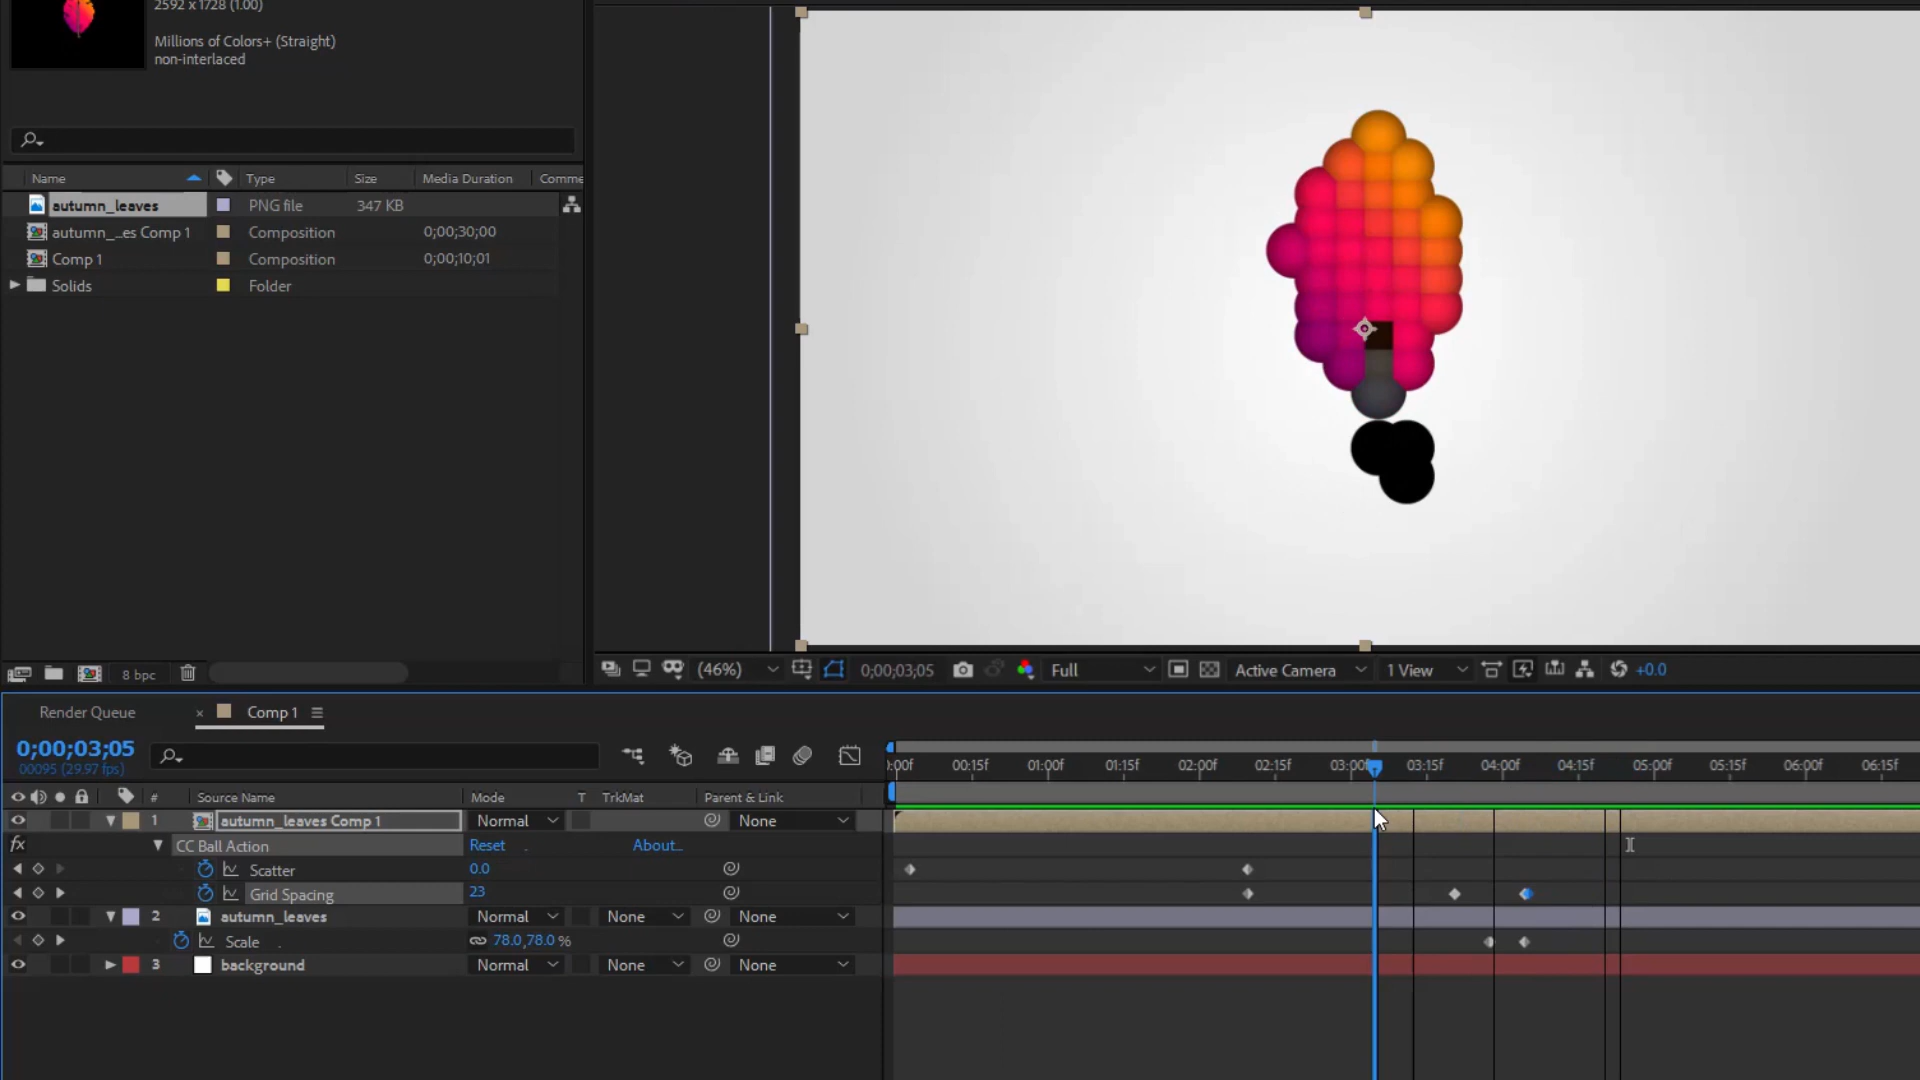 2592 x 1728 (1.00)
Millions of Colors+ (Straight)
non-interlaced
Name Type Size Media Duration Comme
autumn_leaves PNG file 347 KB
autumn_...es Comp 1 Composition 0;00;30;00
Comp 1 Composition 0;00;10;01
Solids Folder
8 bpc
(46%) 0;00;03;05 Full Active Camera 1 View +0.0
Render Queue × Comp 1
0;00;03;05
00095 (29.97 fps)
):00f 00:15f 01:00f 01:15f 02:00f 02:15f 03:00f 03:15f 04:00f 04:15f 05:00f 05:15f 06:00f 06:15f
# Source Name Mode T TrkMat Parent & Link
1 autumn_leaves Comp 1 Normal None
fx CC Ball Action Reset About...
Scatter 0.0
Grid Spacing 23
2 autumn_leaves Normal None None
Scale 78.0,78.0 %
3 background Normal None None